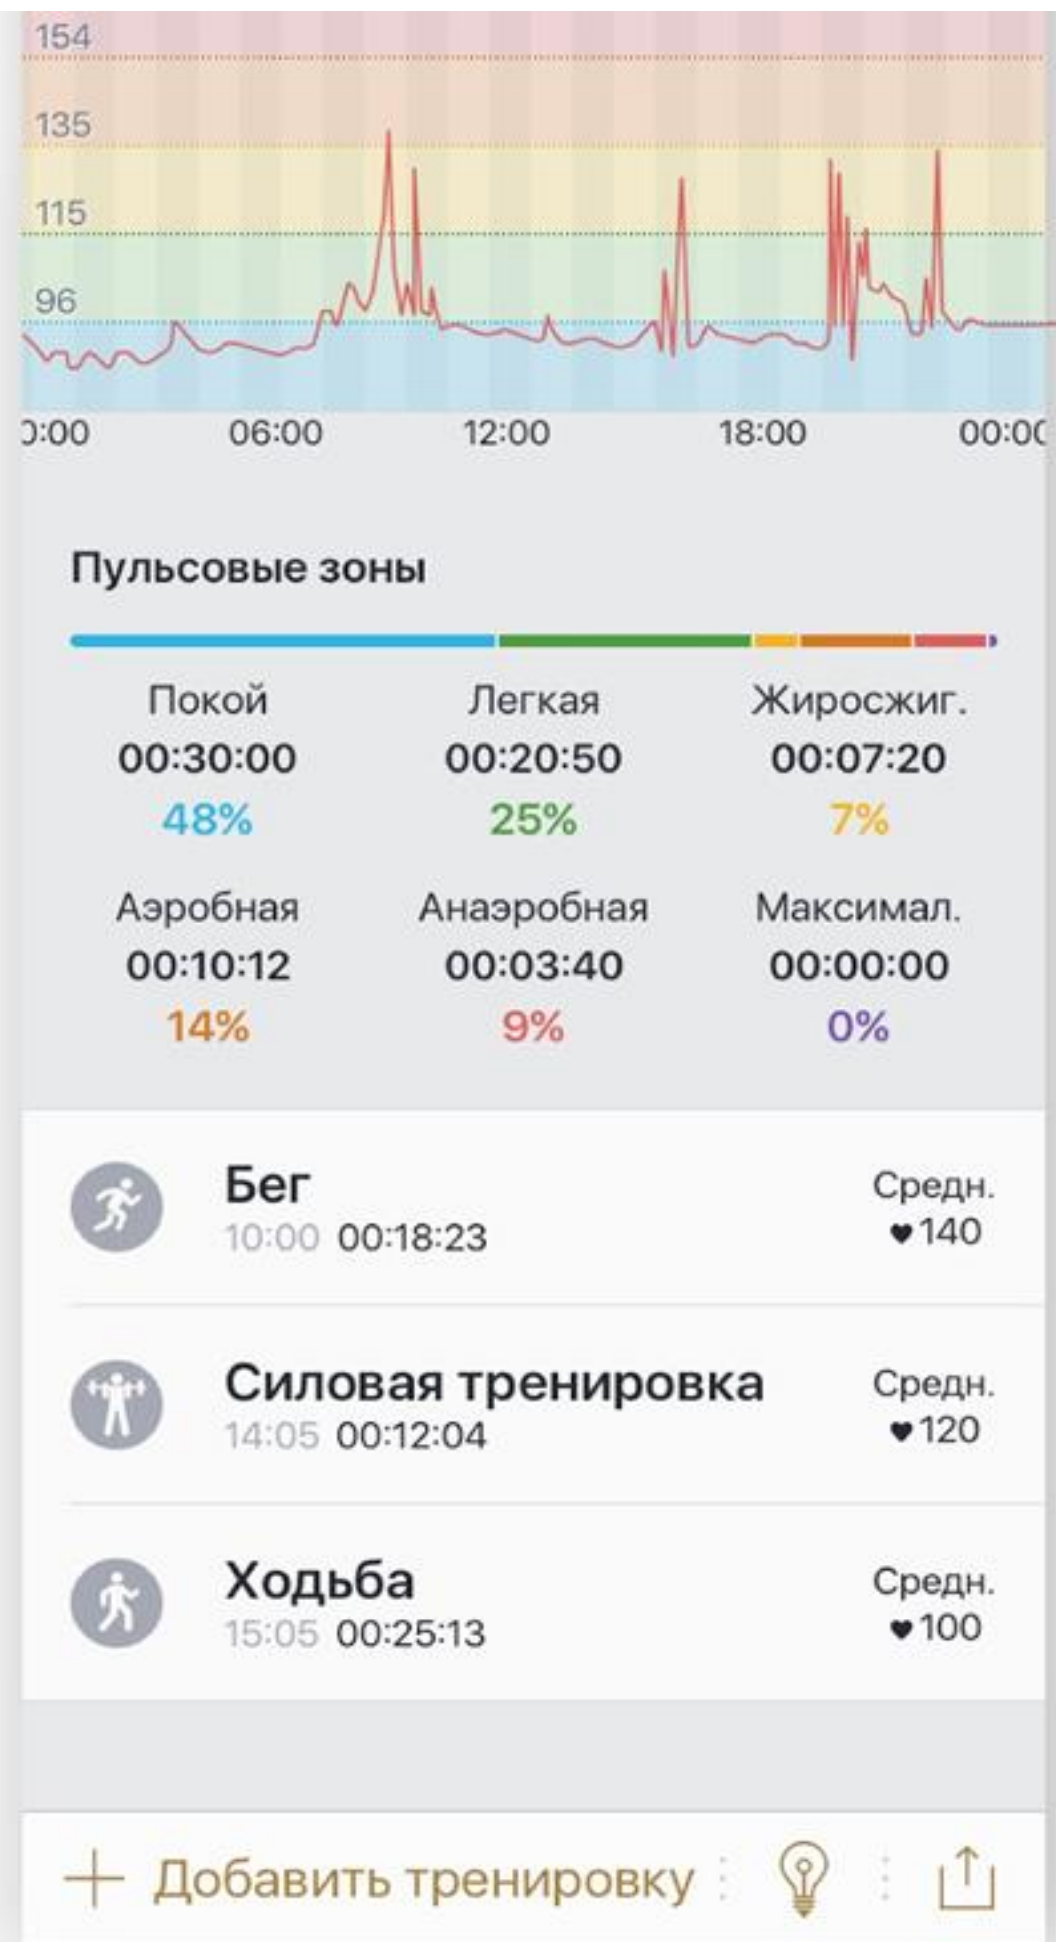 154
135
115
96
0:00 06:00 12:00 18:00 00:00
Пульсовые зоны
Покой Легкая Жиросжиг.
00:30:00 00:20:50 00:07:20
48% 25% 7%
Аэробная Анаэробная Максимал.
00:10:12 00:03:40 00:00:00
14% 9% 0%
Бег Средн.
10:00 00:18:23 ♥140
Силовая тренировка Средн.
14:05 00:12:04 ♥120
Ходьба Средн.
15:05 00:25:13 ♥100
Добавить тренировку